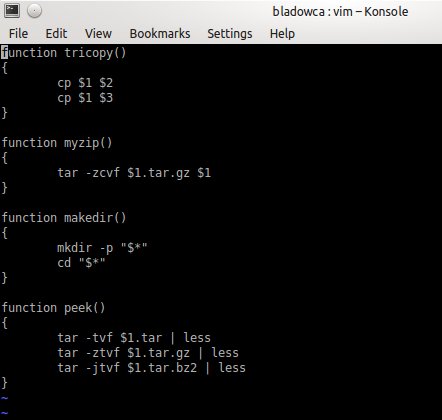 bladowca : vim – Konsole
File Edit View Bookmarks Settings Help
function tricopy()
{
        cp $1 $2
        cp $1 $3
}

function myzip()
{
        tar -zcvf $1.tar.gz $1
}

function makedir()
{
        mkdir -p "$*"
        cd "$*"
}

function peek()
{
        tar -tvf $1.tar | less
        tar -ztvf $1.tar.gz | less
        tar -jtvf $1.tar.bz2 | less
}
~
~